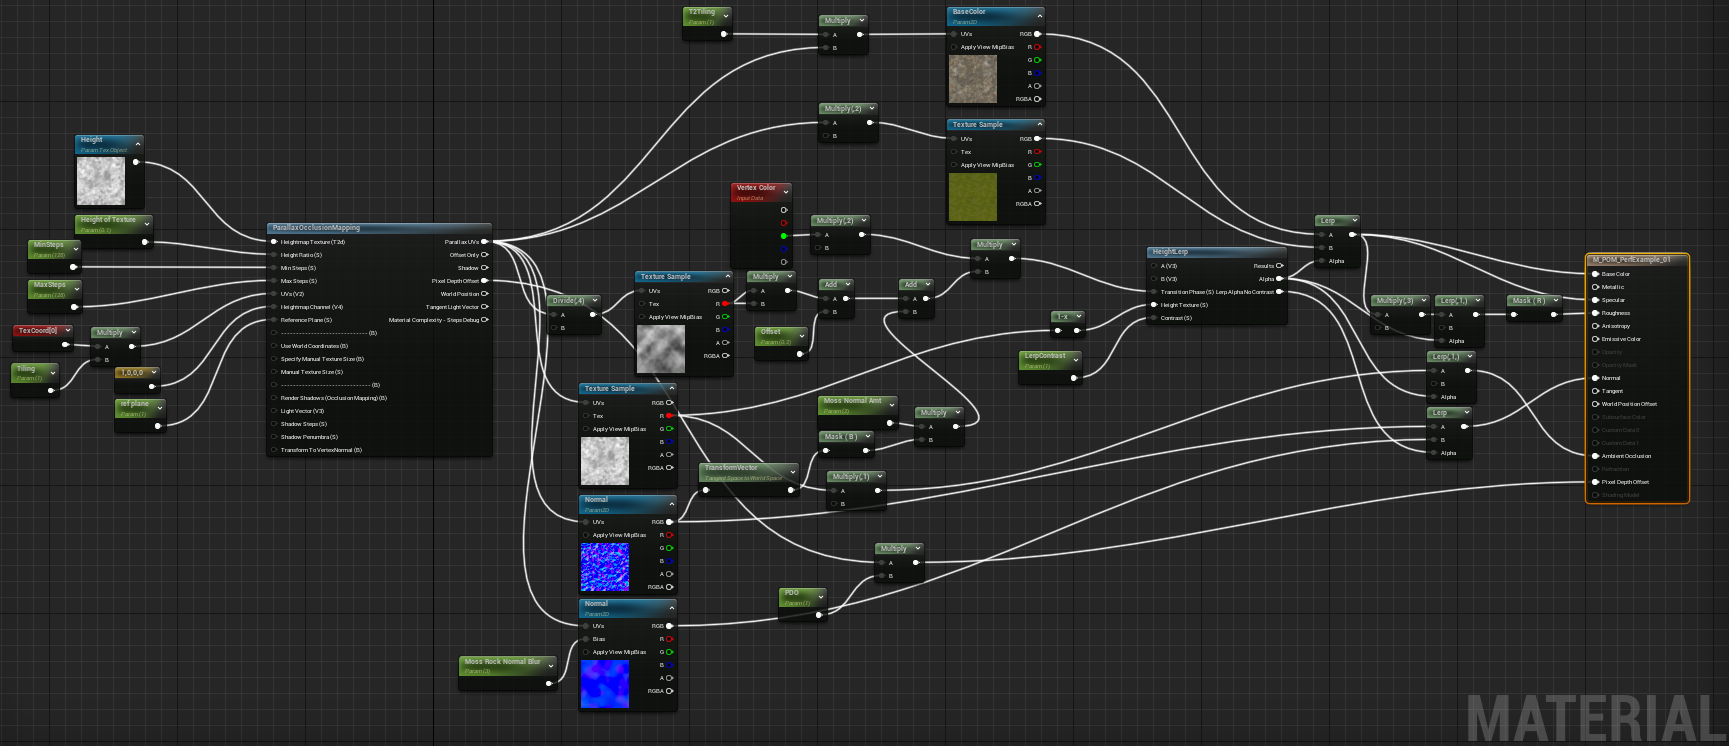 T2Tiling
Param (1)
Multiply
A
B
BaseColor
Param2D
UVs
RGB
Apply View MipBias
R
G
B
A
RGBA
Multiply(,2)
A
B
Texture Sample
UVs
RGB
Tex
R
Apply View MipBias
G
B
A
RGBA
Height
Param Tex Object
Height of Texture
Param (0.1)
MinSteps
Param (128)
MaxSteps
Param (128)
TexCoord[0]
Multiply
A
B
Tiling
Param (1)
1,0,0,0
ref plane
Param (1)
ParallaxOcclusionMapping
Heightmap Texture (T2d)
Parallax UVs
Height Ratio (S)
Offset Only
Min Steps (S)
Shadow
Max Steps (S)
Pixel Depth Offset
UVs (V2)
World Position
Heightmap Channel (V4)
Tangent Light Vector
Reference Plane (S)
Material Complexity - Steps Debug
---------------------- (B)
Use World Coordinates (B)
Specify Manual Texture Size (B)
Manual Texture Size (S)
----------------------- (B)
Render Shadows (Occlusion Mapping) (B)
Light Vector (V3)
Shadow Steps (S)
Shadow Penumbra (S)
Transform To VertexNormal (B)
Vertex Color
Input Data
Multiply(,2)
A
B
Multiply
A
B
Divide(,4)
A
B
Texture Sample
UVs
RGB
Tex
R
Apply View MipBias
G
B
A
RGBA
Multiply
A
B
Add
A
B
Add
A
B
Offset
Param (0.3)
1-x
LerpContrast
Param (1)
HeightLerp
A (V3)
Results
B (V3)
Alpha
Transition Phase (S)
Lerp Alpha No Contrast
Height Texture (S)
Contrast (S)
Lerp
A
B
Alpha
Multiply(,3)
A
B
Lerp(,1,)
A
B
Alpha
Mask ( R )
Lerp(,1,)
A
B
Alpha
Lerp
A
B
Alpha
Texture Sample
UVs
RGB
Tex
R
Apply View MipBias
G
B
A
RGBA
Moss Normal Amt
Param (2)
Mask ( B )
Multiply
A
B
TransformVector
Tangent Space to World Space
Multiply(,1)
A
B
Normal
Param2D
UVs
RGB
Apply View MipBias
R
G
B
A
RGBA
Multiply
A
B
PDO
Param (1)
Normal
Param2D
UVs
RGB
Bias
R
Apply View MipBias
G
B
A
RGBA
Moss Rock Normal Blur
Param (3)
M_POM_PerfExample_01
Base Color
Metallic
Specular
Roughness
Anisotropy
Emissive Color
Opacity
Opacity Mask
Normal
Tangent
World Position Offset
Subsurface Color
Custom Data 0
Custom Data 1
Ambient Occlusion
Refraction
Pixel Depth Offset
Shading Model
MATERIAL